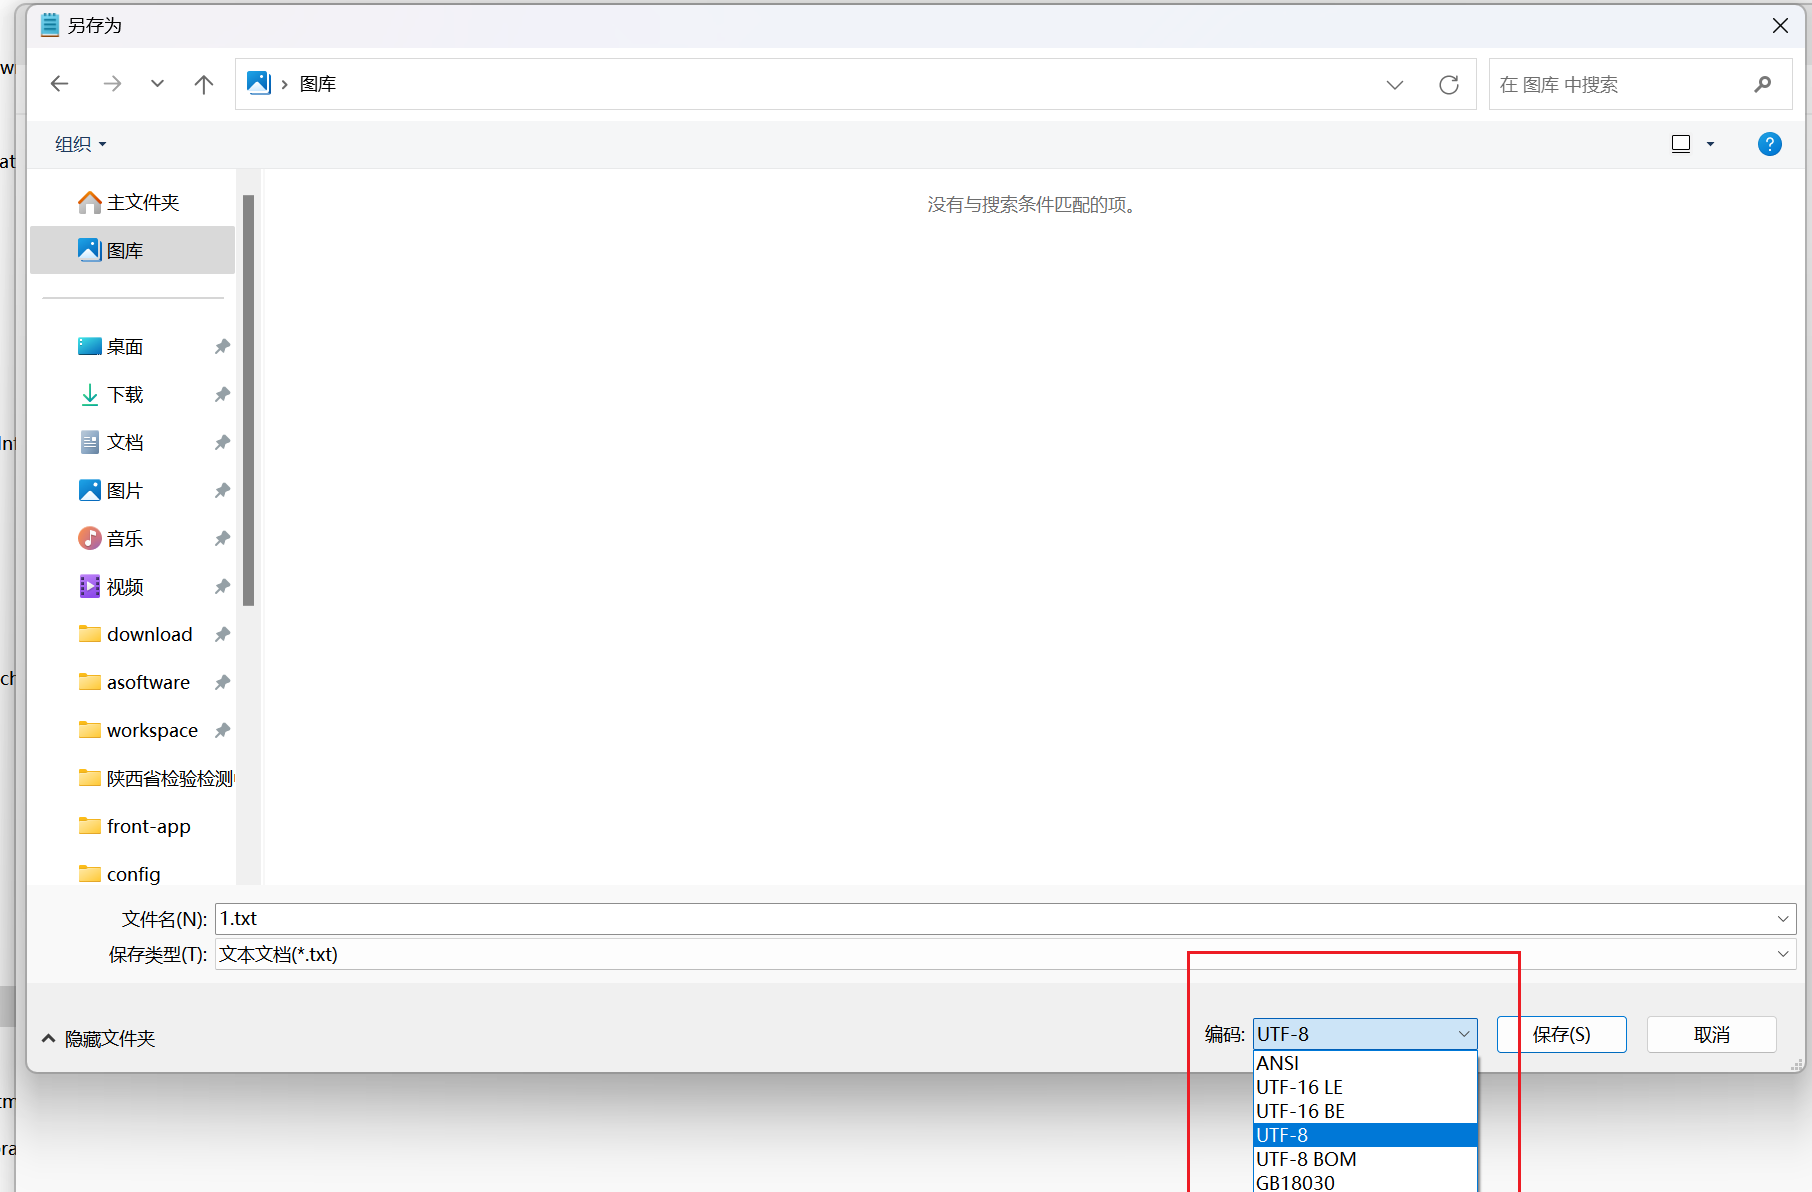 另存为
图库
在 图库 中搜索
组织
主文件夹
图库
没有与搜索条件匹配的项。
桌面
下载
文档
图片
音乐
视频
download
asoftware
workspace
陕西省检验检测
front-app
config
文件名(N): 1.txt
保存类型(T): 文本文档(*.txt)
隐藏文件夹
编码: UTF-8
保存(S)
取消
ANSI
UTF-16 LE
UTF-16 BE
UTF-8
UTF-8 BOM
GB18030